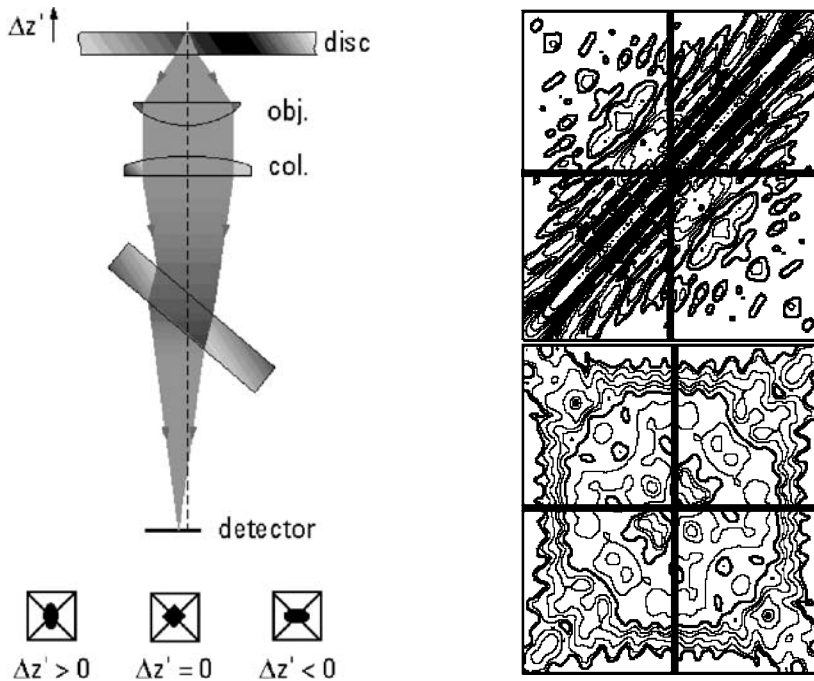 Δz'
disc
obj.
col.
detector
Δz' > 0
Δz' = 0
Δz' < 0